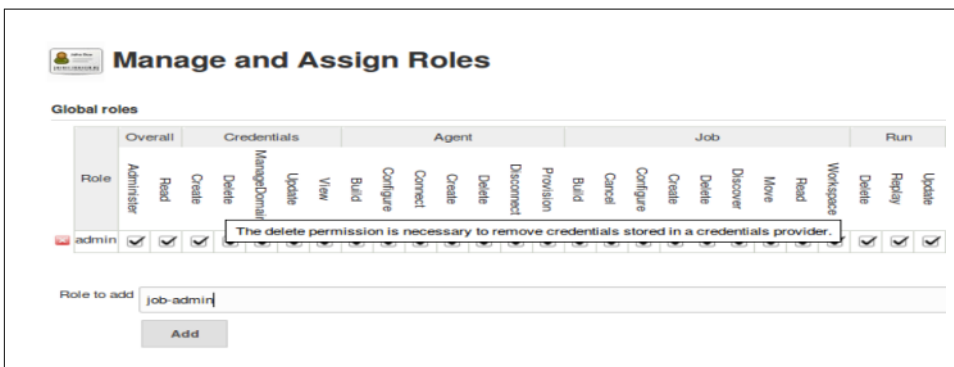 Manage and Assign Roles
Global roles
Role
Overall Credentials Agent Job Run
Administer Read Create Delete ManageDomains Update View Build Configure Connect Create Delete Disconnect Provision Build Cancel Configure Create Delete Discover Move Read Workspace Delete Replay Update
The delete permission is necessary to remove credentials stored in a credentials provider.
admin
Role to add job-admin
Add